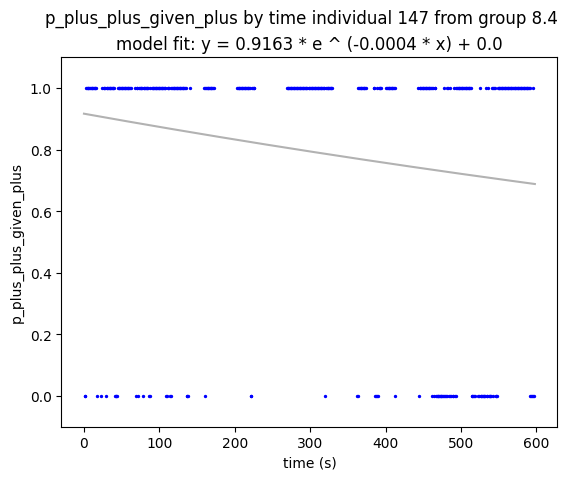 p_plus_plus_given_plus by time individual 147 from group 8.4
model fit: y = 0.9163 * e ^ (-0.0004 * x) + 0.0
1.0
0.8
0.6
0.4
0.2
0.0
p_plus_plus_given_plus
0 100 200 300 400 500 600
time (s)